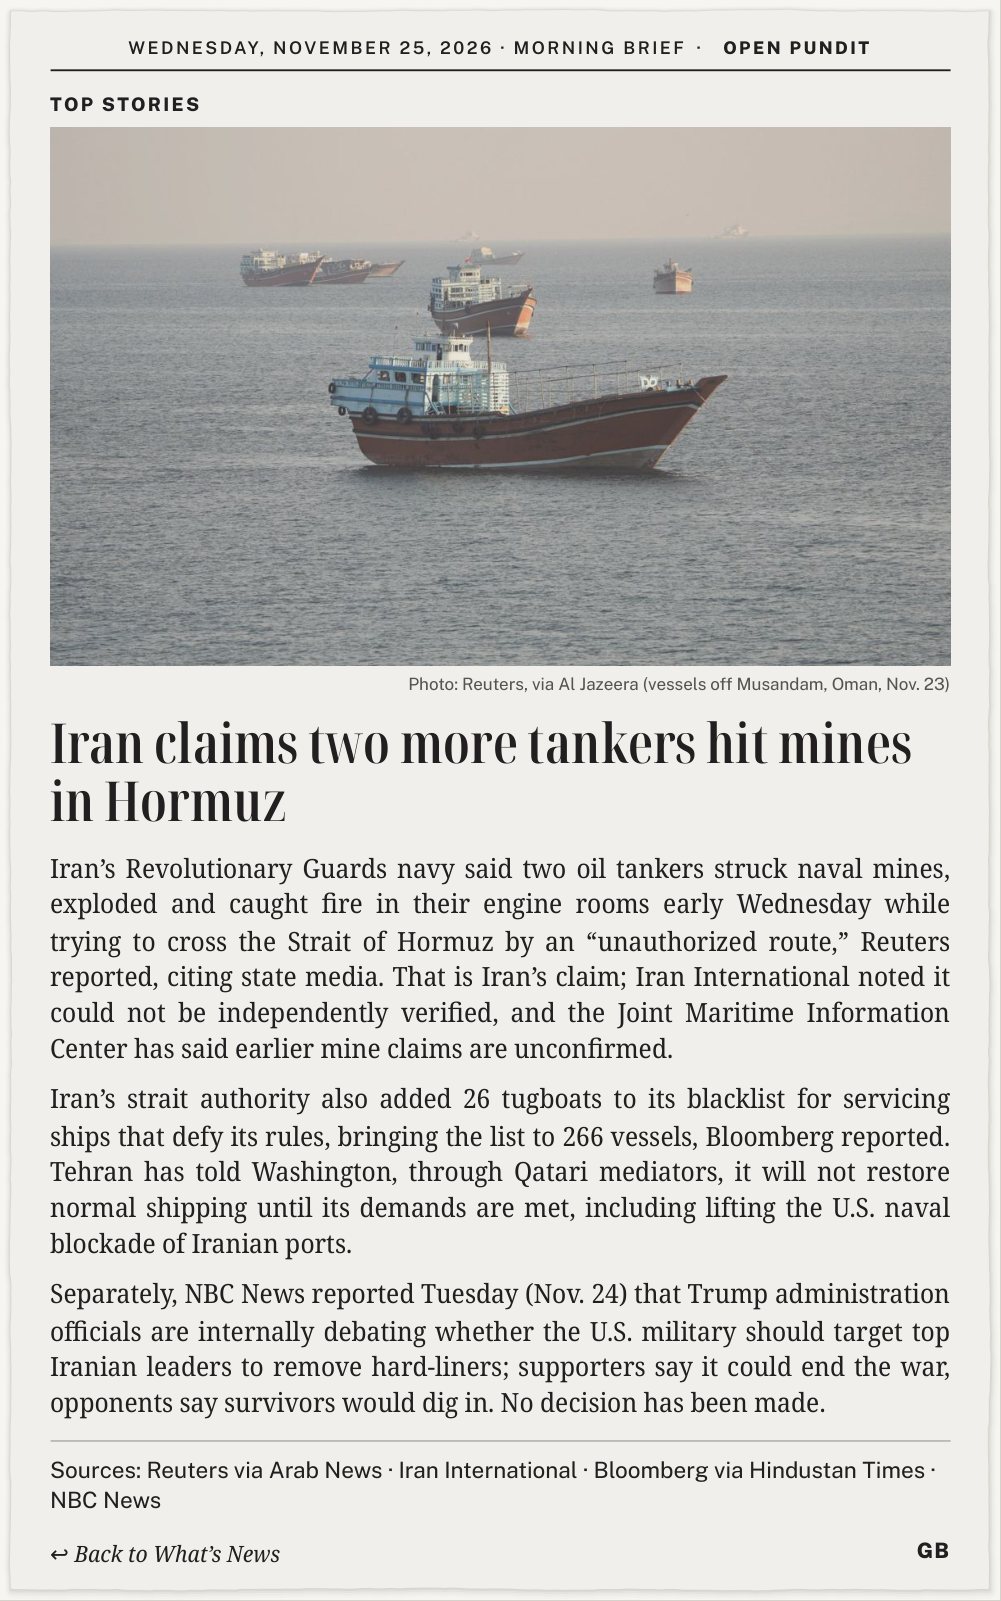 WEDNESDAY, NOVEMBER 25, 2026 · MORNING BRIEF · OPEN PUNDIT
TOP STORIES
Photo: Reuters, via Al Jazeera (vessels off Musandam, Oman, Nov. 23)
Iran claims two more tankers hit mines
in Hormuz
Iran’s Revolutionary Guards navy said two oil tankers struck naval mines,
exploded and caught fire in their engine rooms early Wednesday while
trying to cross the Strait of Hormuz by an “unauthorized route,” Reuters
reported, citing state media. That is Iran’s claim; Iran International noted it
could not be independently verified, and the Joint Maritime Information
Center has said earlier mine claims are unconfirmed.
Iran’s strait authority also added 26 tugboats to its blacklist for servicing
ships that defy its rules, bringing the list to 266 vessels, Bloomberg reported.
Tehran has told Washington, through Qatari mediators, it will not restore
normal shipping until its demands are met, including lifting the U.S. naval
blockade of Iranian ports.
Separately, NBC News reported Tuesday (Nov. 24) that Trump administration
officials are internally debating whether the U.S. military should target top
Iranian leaders to remove hard-liners; supporters say it could end the war,
opponents say survivors would dig in. No decision has been made.
Sources: Reuters via Arab News · Iran International · Bloomberg via Hindustan Times ·
NBC News
↩ Back to What’s News
GB